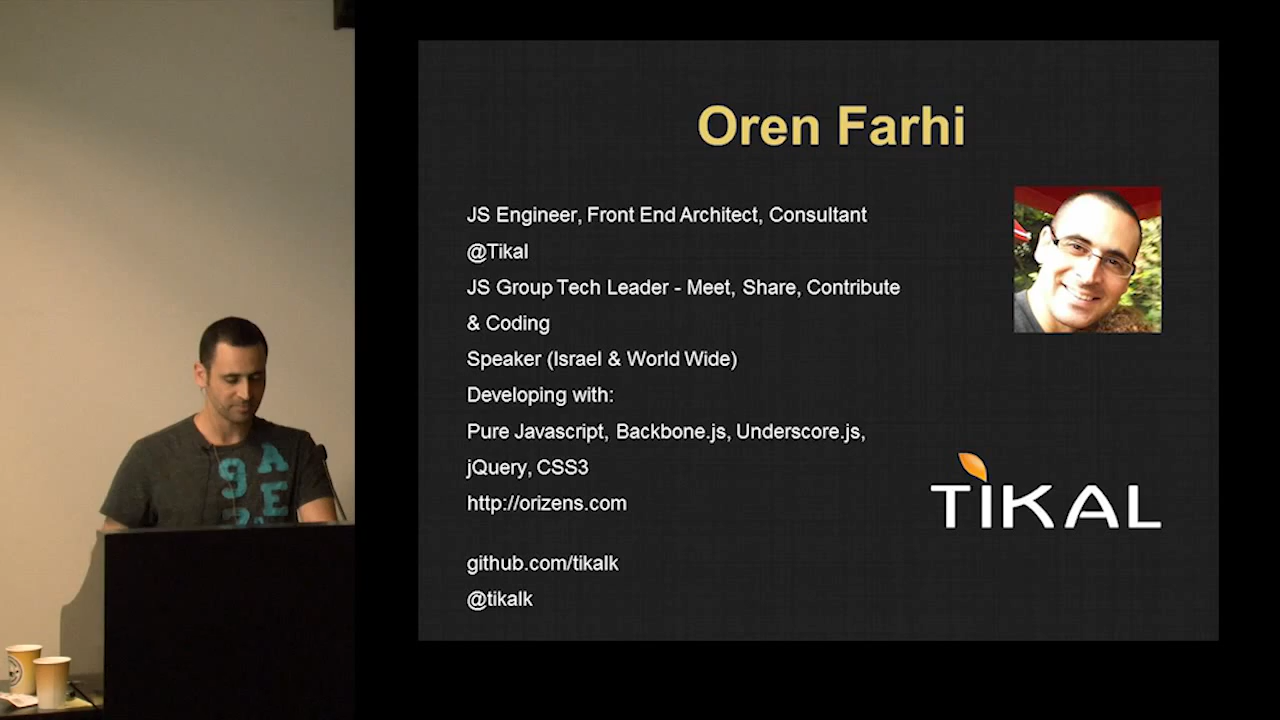 Oren Farhi
JS Engineer, Front End Architect, Consultant
@Tikal
JS Group Tech Leader - Meet, Share, Contribute
& Coding
Speaker (Israel & World Wide)
Developing with:
Pure Javascript, Backbone.js, Underscore.js,
jQuery, CSS3
http://orizens.com
github.com/tikalk
@tikalk
TIKAL
9 A
E